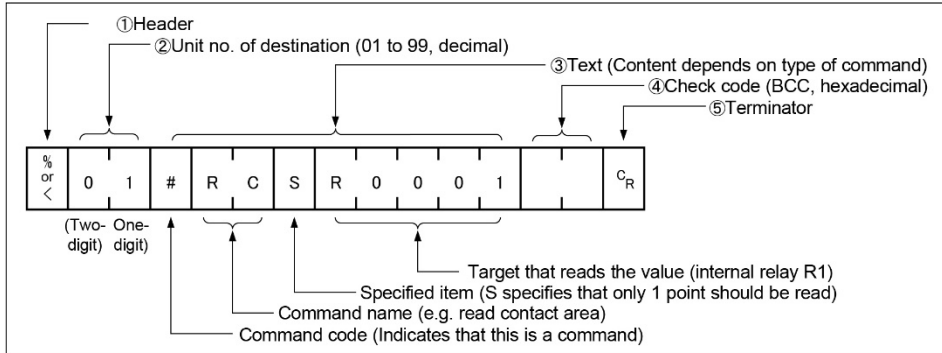 ①Header
②Unit no. of destination (01 to 99, decimal)
③Text (Content depends on type of command)
④Check code (BCC, hexadecimal)
⑤Terminator
% or < 0 1 # R C S R 0 0 0 1 CR
(Two-digit) One-digit)
Target that reads the value (internal relay R1)
Specified item (S specifies that only 1 point should be read)
Command name (e.g. read contact area)
Command code (Indicates that this is a command)